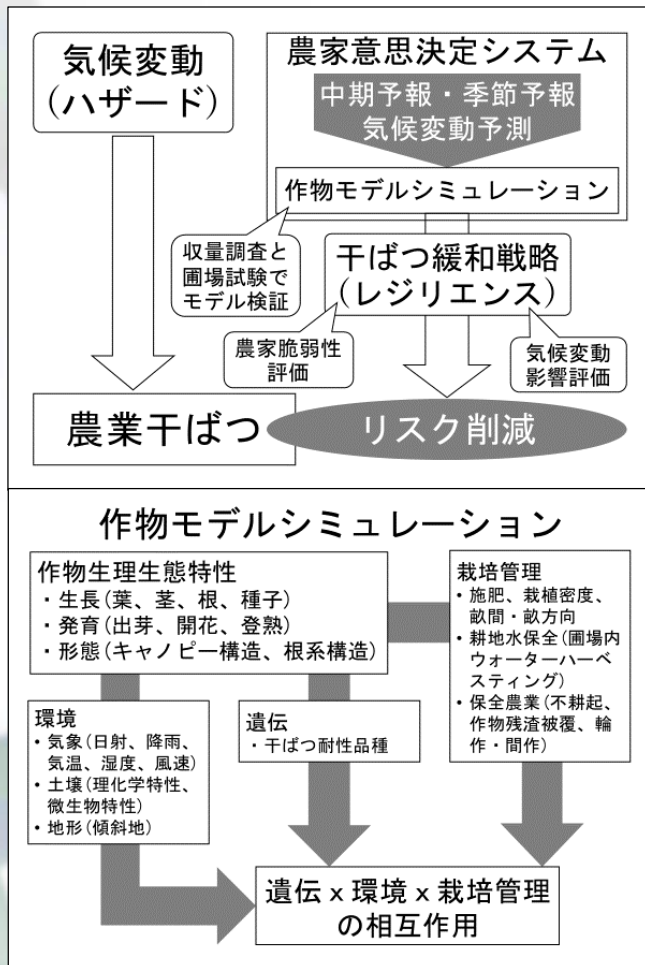 気候変動
(ハザード)
農家意思決定システム
中期予報・季節予報
気候変動予測
作物モデルシミュレーション
収量調査と
圃場試験で
モデル検証
干ばつ緩和戦略
(レジリエンス)
農家脆弱性
評価
気候変動
影響評価
農業干ばつ
リスク削減
作物モデルシミュレーション
作物生理生態特性
・生長(葉、茎、根、種子)
・発育(出芽、開花、登熟)
・形態(キャノピー構造、根系構造)
栽培管理
• 施肥、栽植密度、
畝間・畝方向
• 耕地水保全(圃場内
ウォーターハーベ
スティング)
• 保全農業(不耕起、
作物残渣被覆、輪
作・間作)
環境
• 気象(日射、降雨、
気温、湿度、風速)
• 土壌(理化学特性、
微生物特性)
• 地形(傾斜地)
遺伝
・干ばつ耐性品種
遺伝 x 環境 x 栽培管理
の相互作用